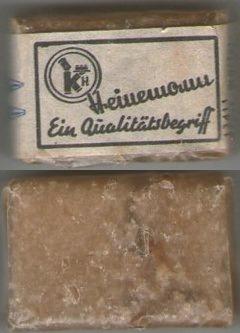 KH
Heinemann
Ein Qualitätsbegriff